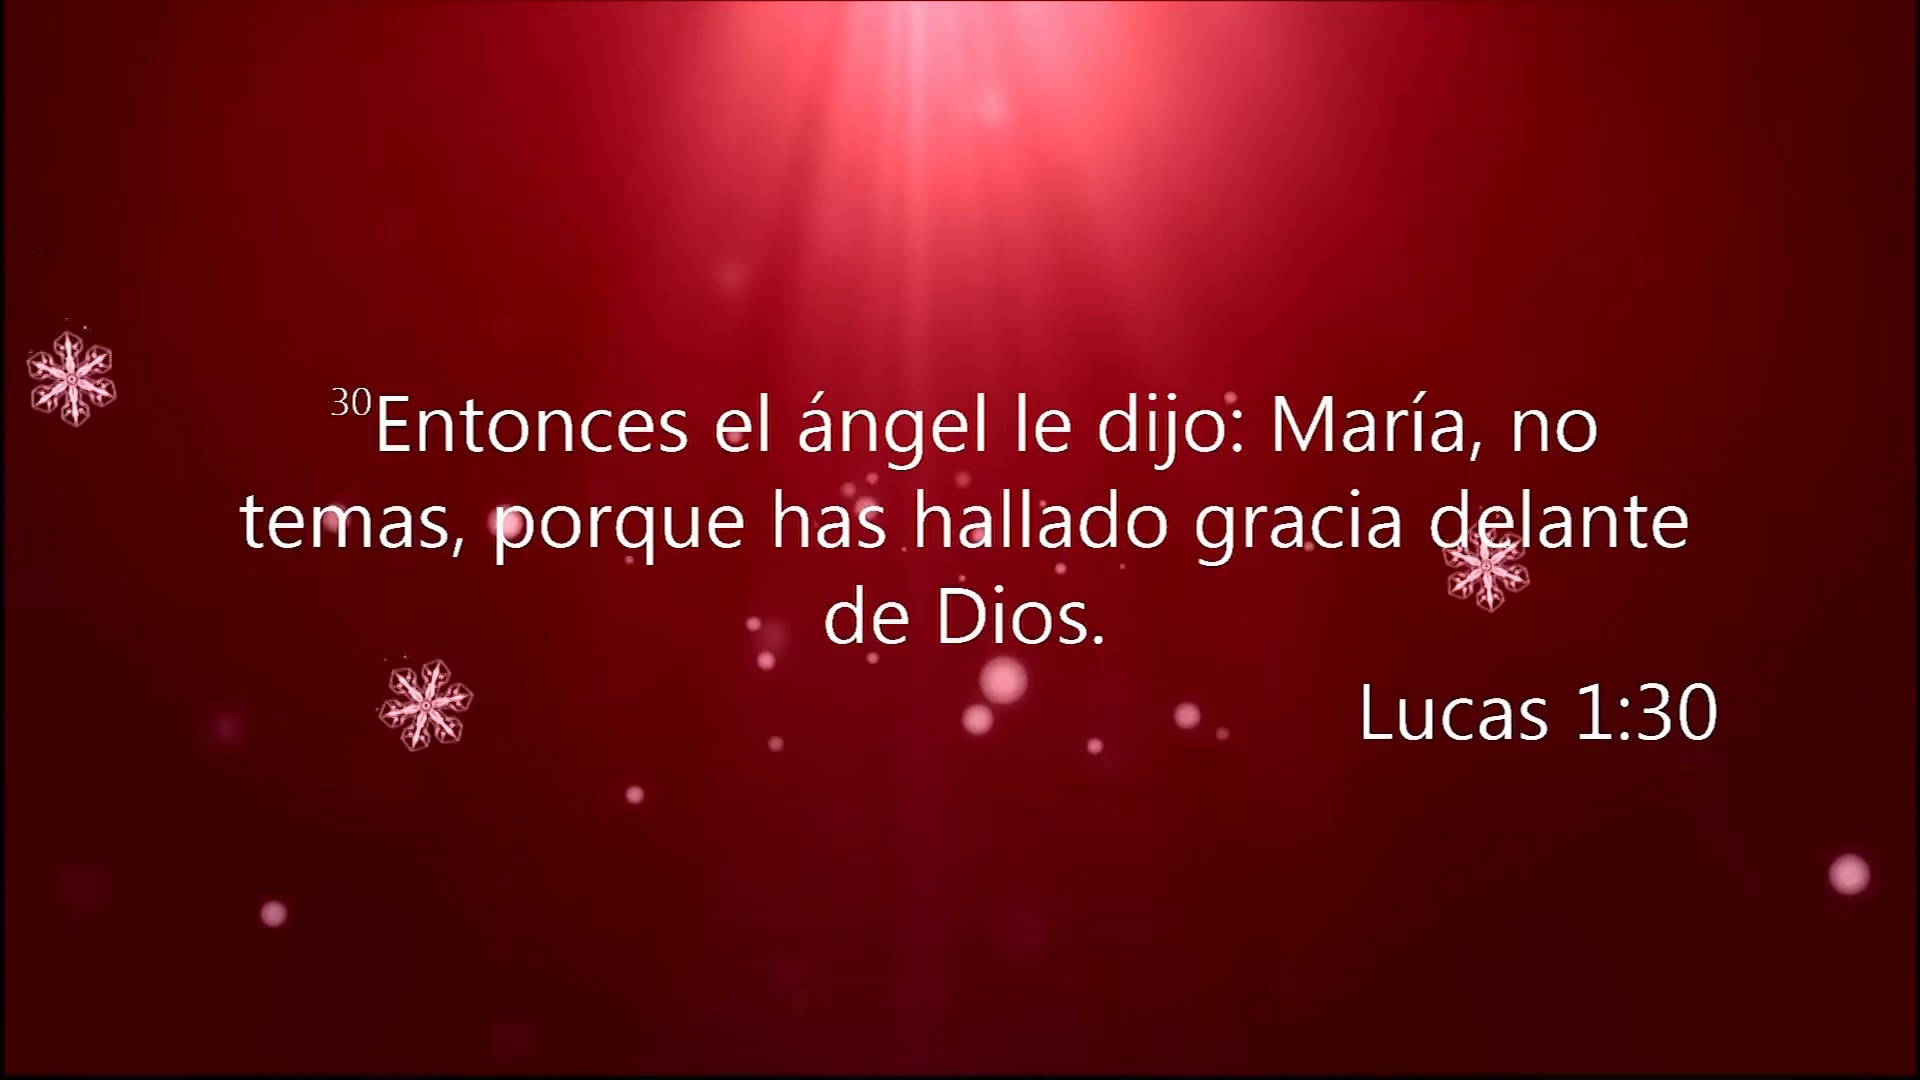 30Entonces el ángel le dijo: María, no
temas, porque has hallado gracia delante
de Dios.
Lucas 1:30